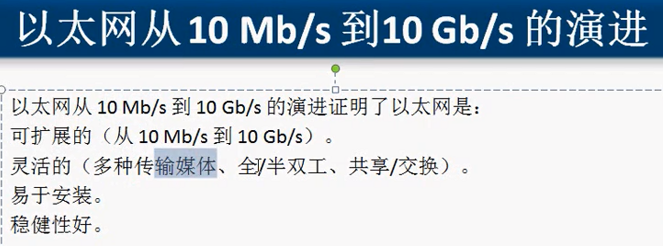 以太网从 10 Mb/s 到10 Gb/s 的演进
以太网从 10 Mb/s 到 10 Gb/s 的演进证明了以太网是：
可扩展的（从 10 Mb/s 到 10 Gb/s）。
灵活的（多种传输媒体、全/半双工、共享/交换）。
易于安装。
稳健性好。